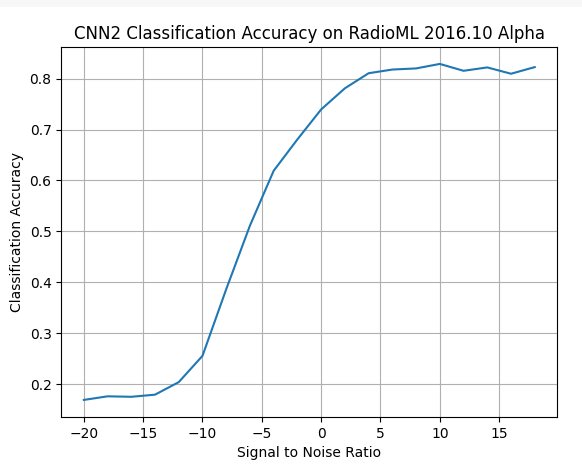 CNN2 Classification Accuracy on RadioML 2016.10 Alpha
Classification Accuracy
0.8
0.7
0.6
0.5
0.4
0.3
0.2
−20 −15 −10 −5 0 5 10 15
Signal to Noise Ratio